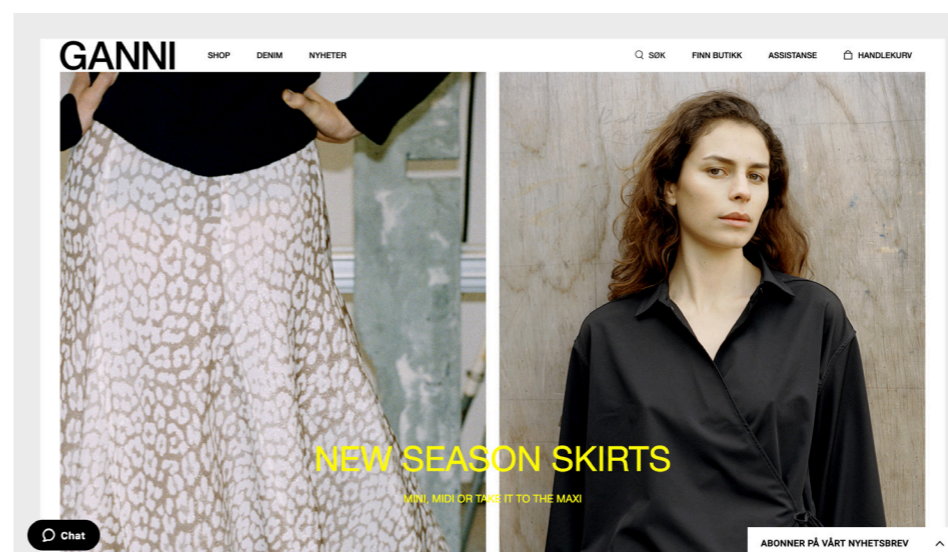 GANNI SHOP DENIM NYHETER SØK FINN BUTIKK ASSISTANSE HANDLEKURV
NEW SEASON SKIRTS
MINI, MIDI OR TAKE IT TO THE MAXI
Chat
ABONNER PÅ VÅRT NYHETSBREV